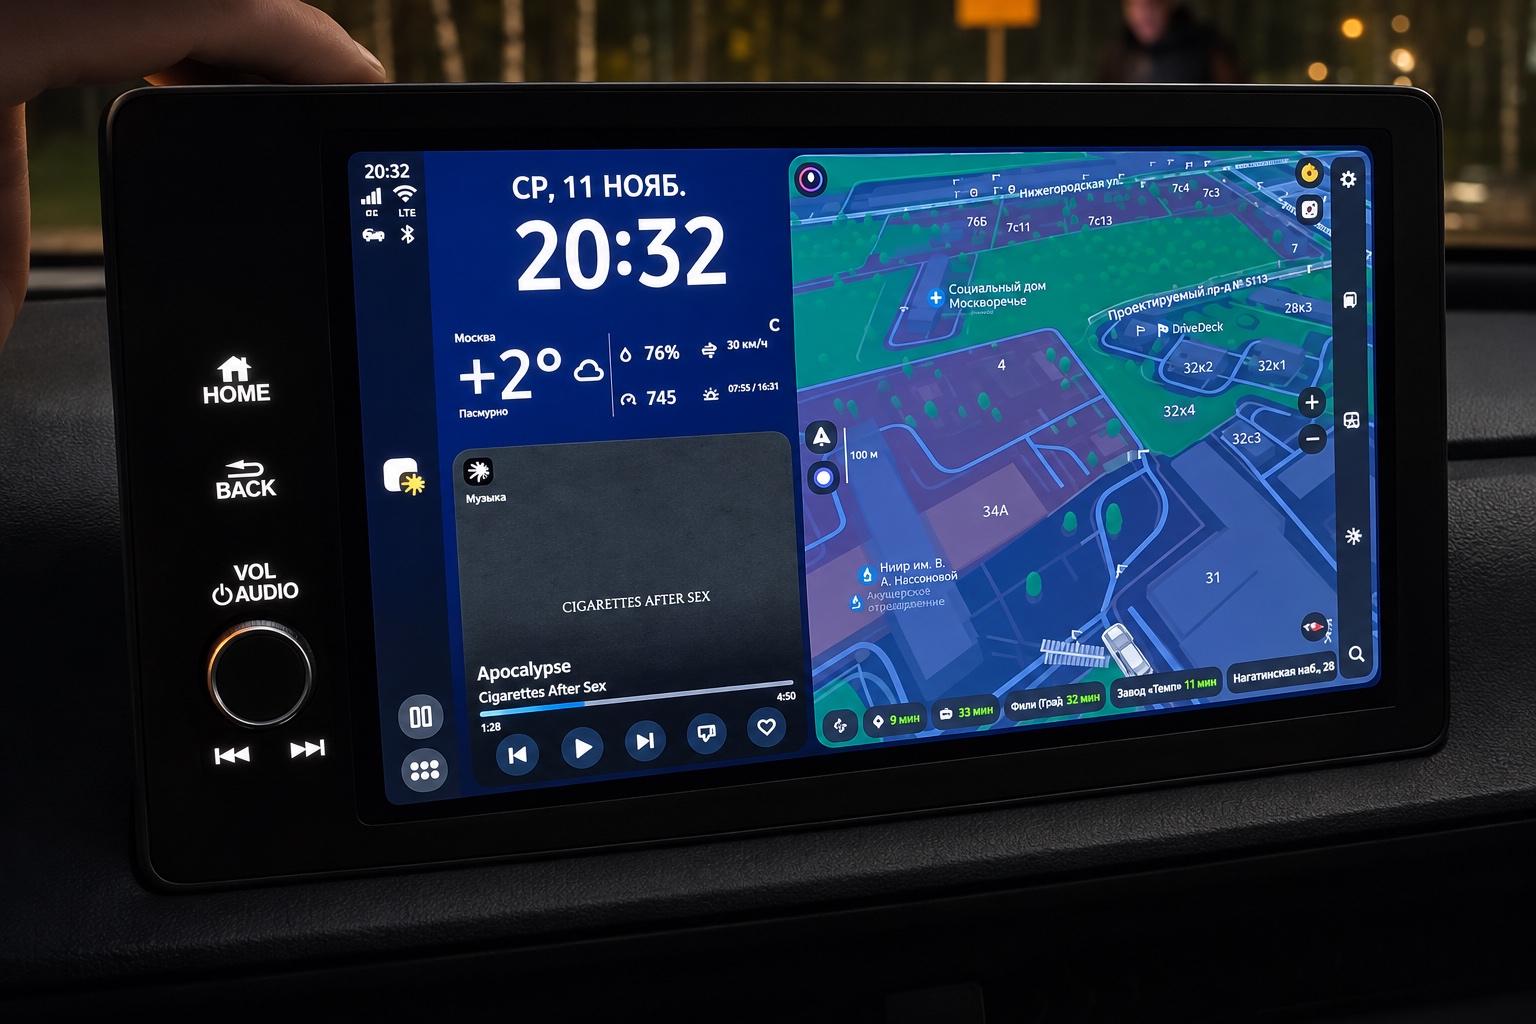 HOME
BACK
VOL
AUDIO
20:32
LTE
СР, 11 НОЯБ.
20:32
Москва
+2°
Пасмурно
76%
745
С
30 км/ч
07:55 / 16:31
Музыка
CIGARETTES AFTER SEX
Apocalypse
Cigarettes After Sex
1:28
4:50
Нижегородская ул.
7с4
7с3
76Б
7с11
7с13
7
Социальный дом
Москворечье
Проектируемый пр-д № 5113
28к3
DriveDeck
4
32к2
32к1
32х4
32с3
100 м
34А
31
Ниир им. В.
А. Нассоновой
Акушерское
9 мин
33 мин
Фили (Град 32 мин
Завод «Темп» 11 мин
Нагатинская наб., 28